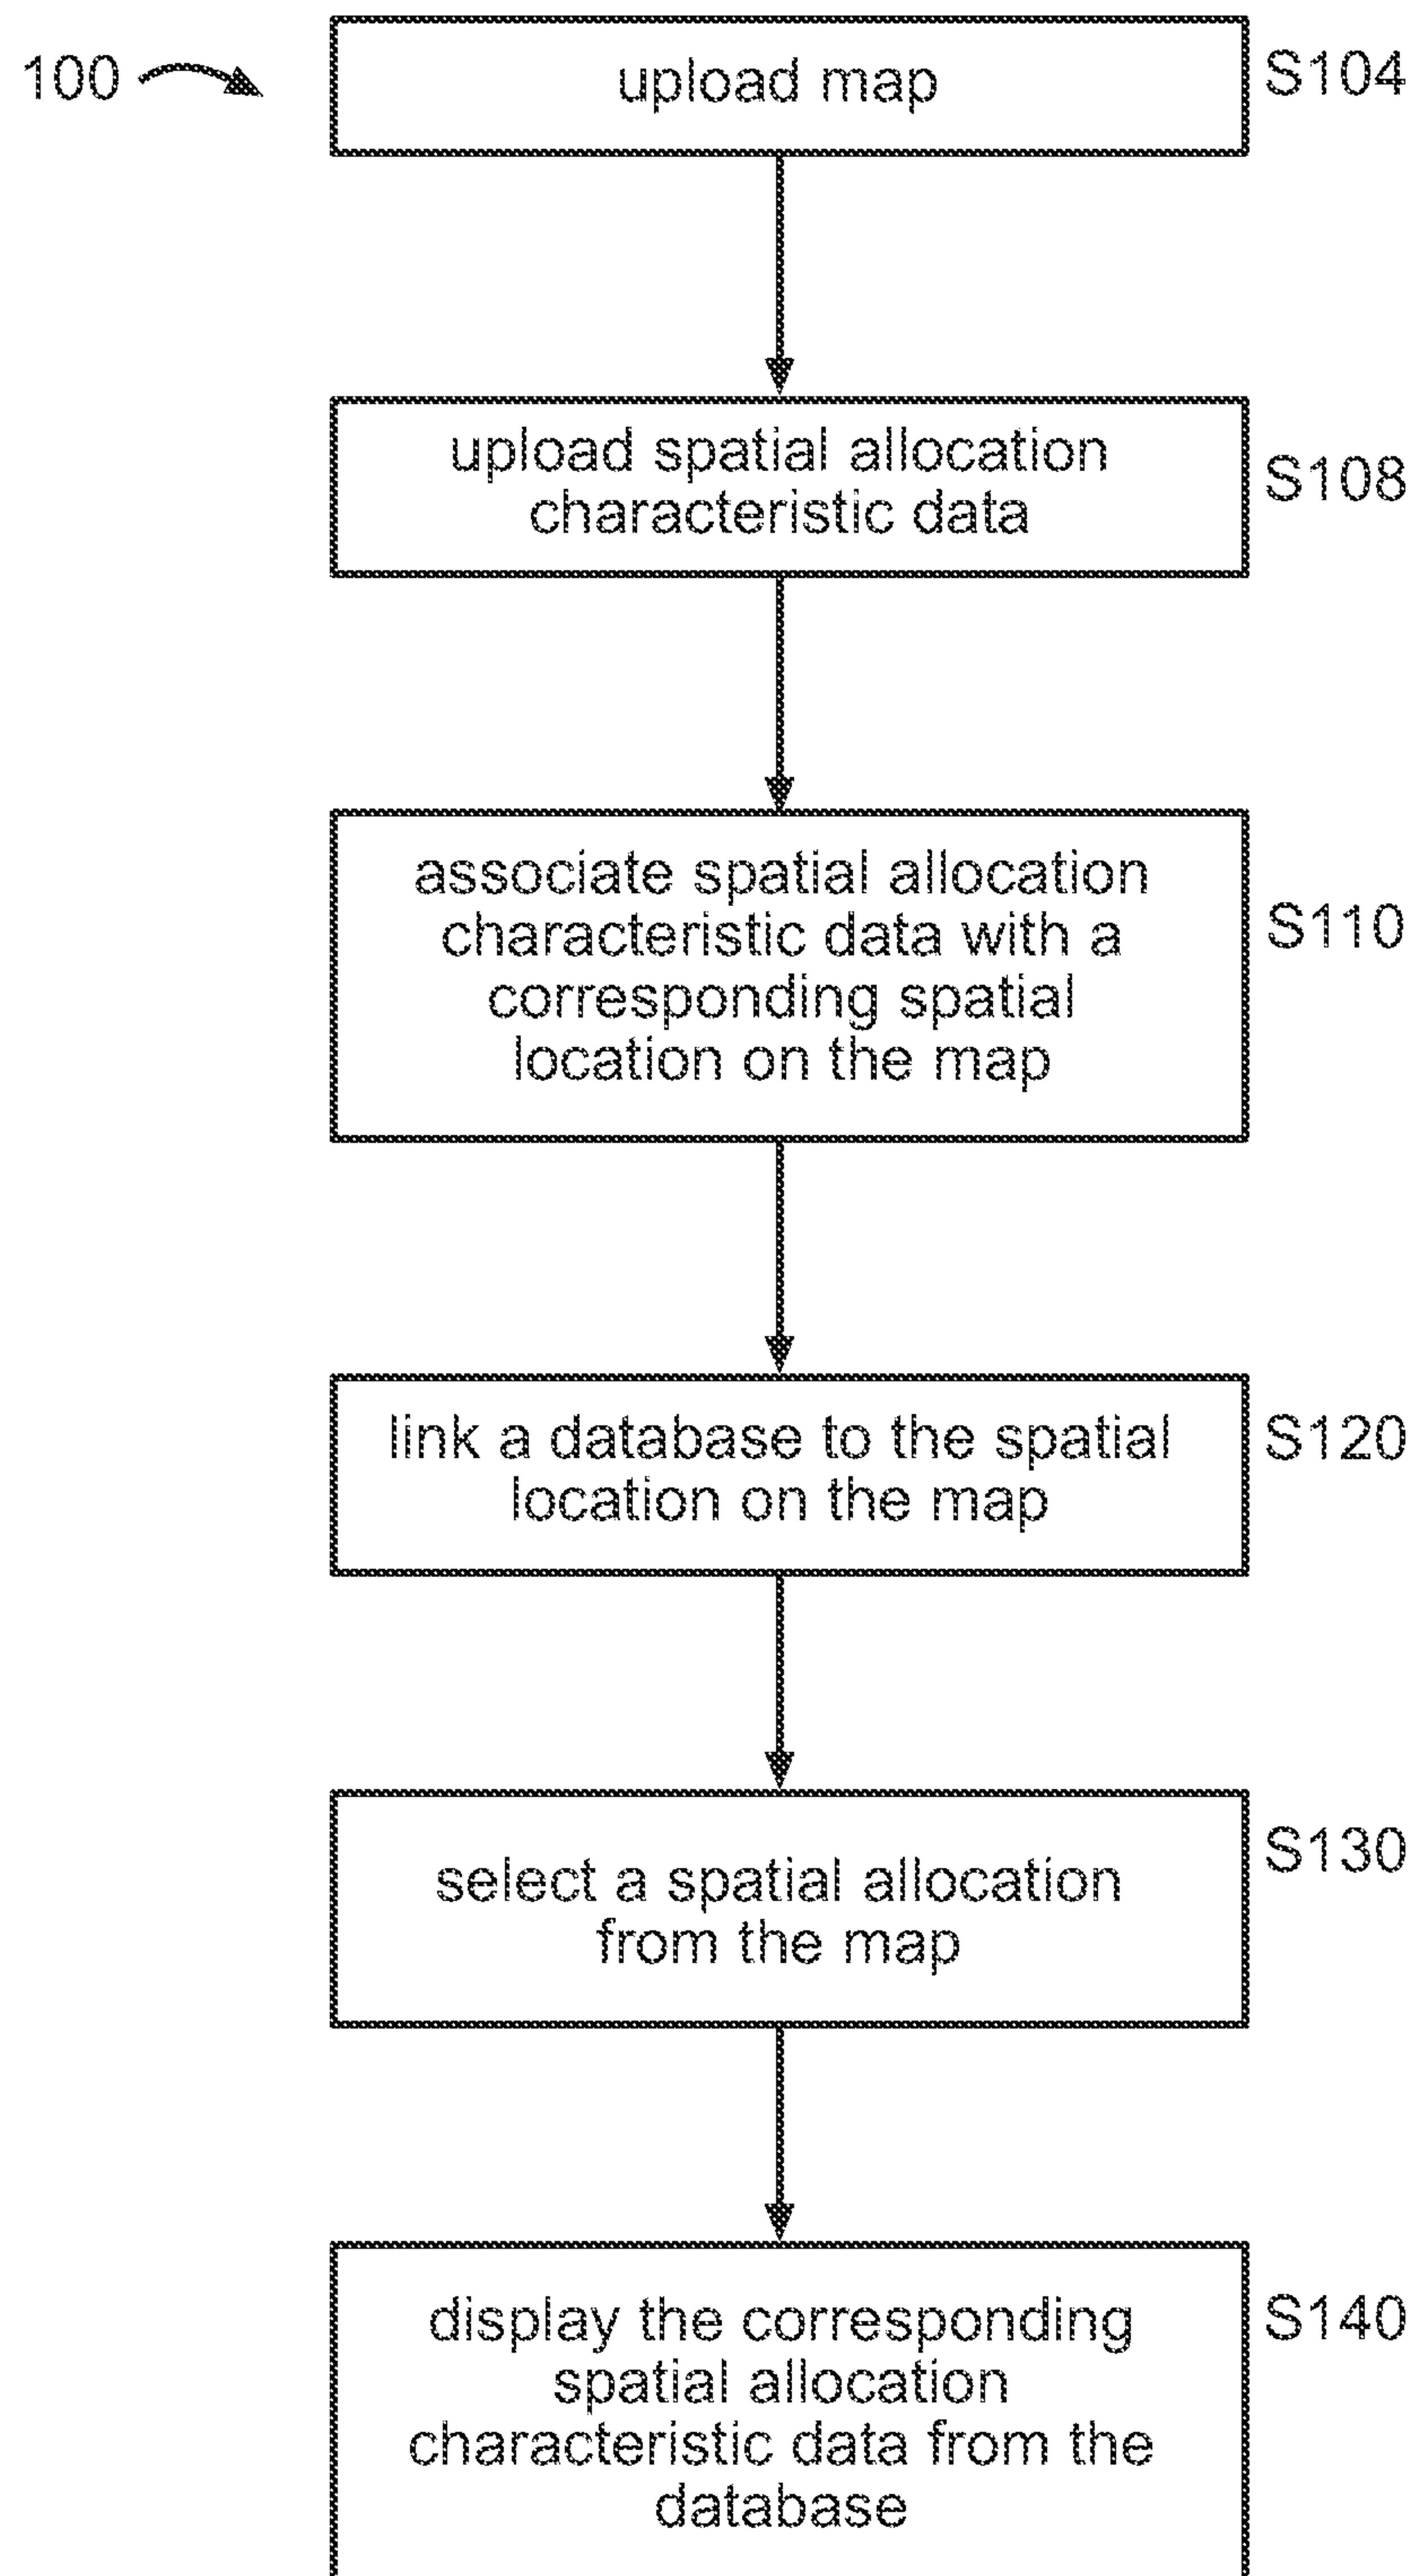 100
upload map
S104
upload spatial allocation
characteristic data
S108
associate spatial allocation
characteristic data with a
corresponding spatial
location on the map
S110
link a database to the spatial
location on the map
S120
select a spatial allocation
from the map
S130
display the corresponding
spatial allocation
characteristic data from the
database
S140